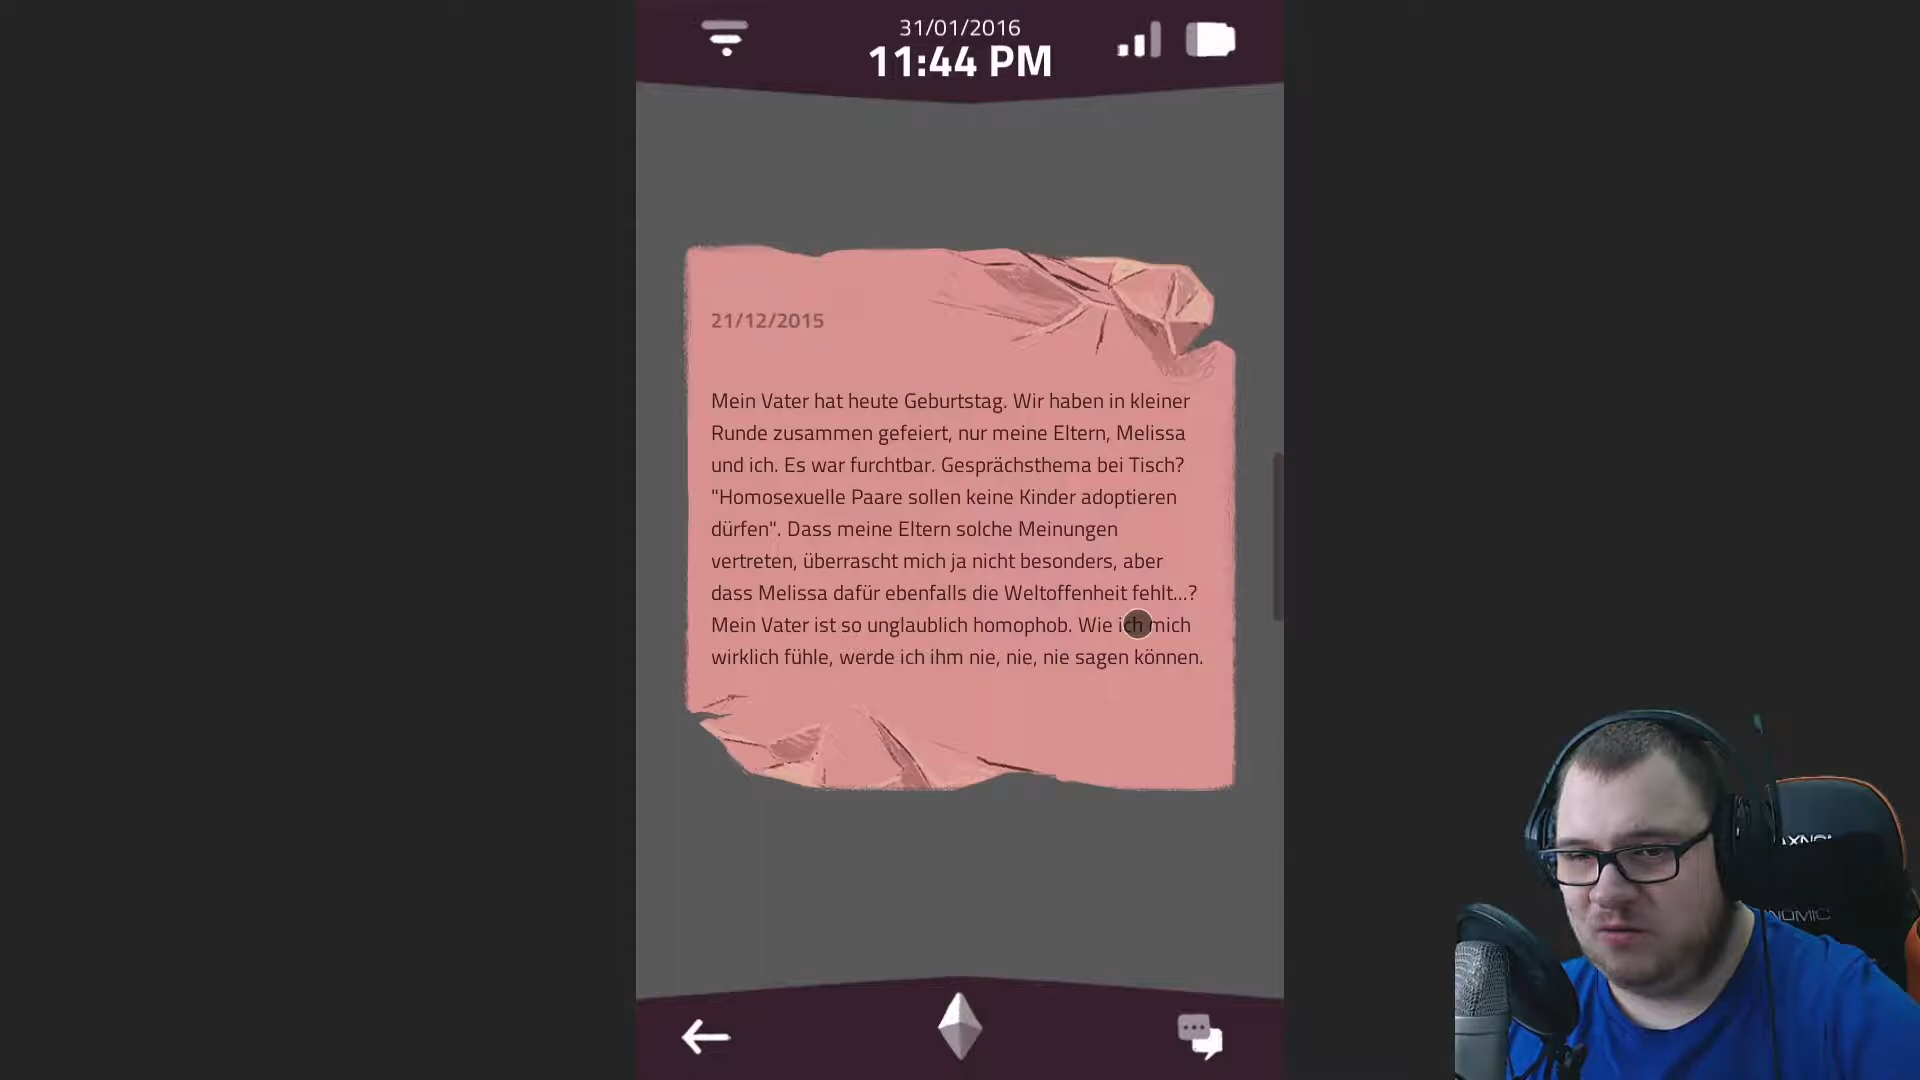 31/01/2016
11:44 PM
21/12/2015
Mein Vater hat heute Geburtstag. Wir haben in kleiner
Runde zusammen gefeiert, nur meine Eltern, Melissa
und ich. Es war furchtbar. Gesprächsthema bei Tisch?
"Homosexuelle Paare sollen keine Kinder adoptieren
dürfen". Dass meine Eltern solche Meinungen
vertreten, überrascht mich ja nicht besonders, aber
dass Melissa dafür ebenfalls die Weltoffenheit fehlt...?
Mein Vater ist so unglaublich homophob. Wie ich mich
wirklich fühle, werde ich ihm nie, nie, nie sagen können.